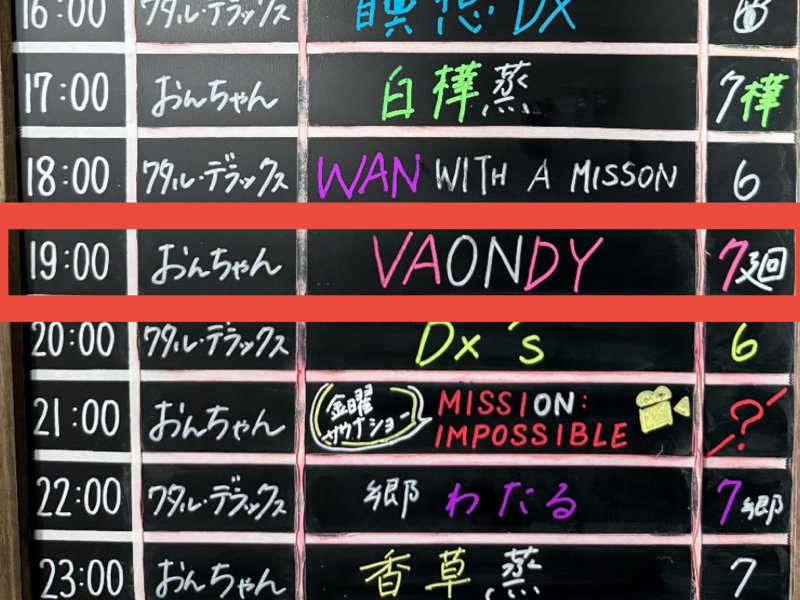 16:00 ワタル・デラックス 瞑想・DX
17:00 おんちゃん 白樺蒸 7樺
18:00 ワタル・デラックス WAN WITH A MISSON 6
19:00 おんちゃん VAONDY 7廻
20:00 ワタル・デラックス Dx's 6
21:00 おんちゃん 金曜 サウナショー MISSION: IMPOSSIBLE ?
22:00 ワタル・デラックス 郷 わたる 7郷
23:00 おんちゃん 香草蒸 7